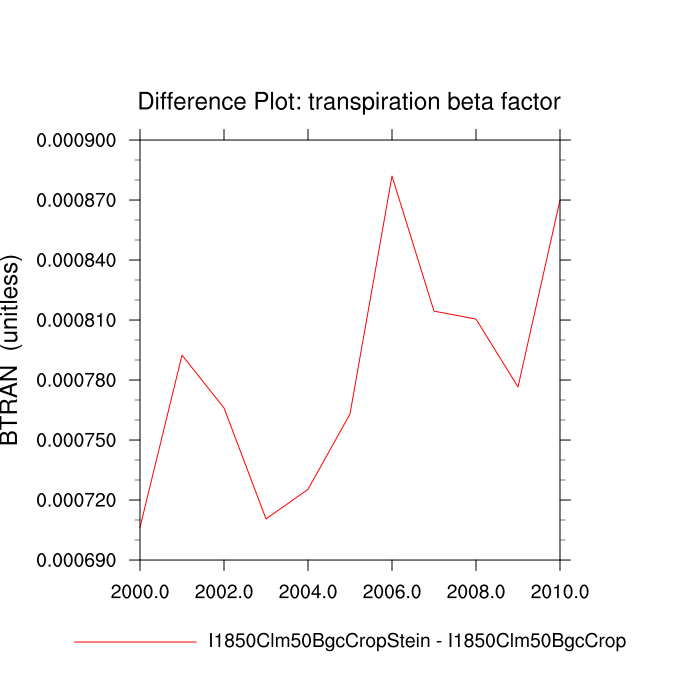 Difference Plot: transpiration beta factor
0.000900
0.000870
0.000840
0.000810
0.000780
0.000750
0.000720
0.000690
BTRAN (unitless)
2000.0 2002.0 2004.0 2006.0 2008.0 2010.0
I1850Clm50BgcCropStein - I1850Clm50BgcCrop